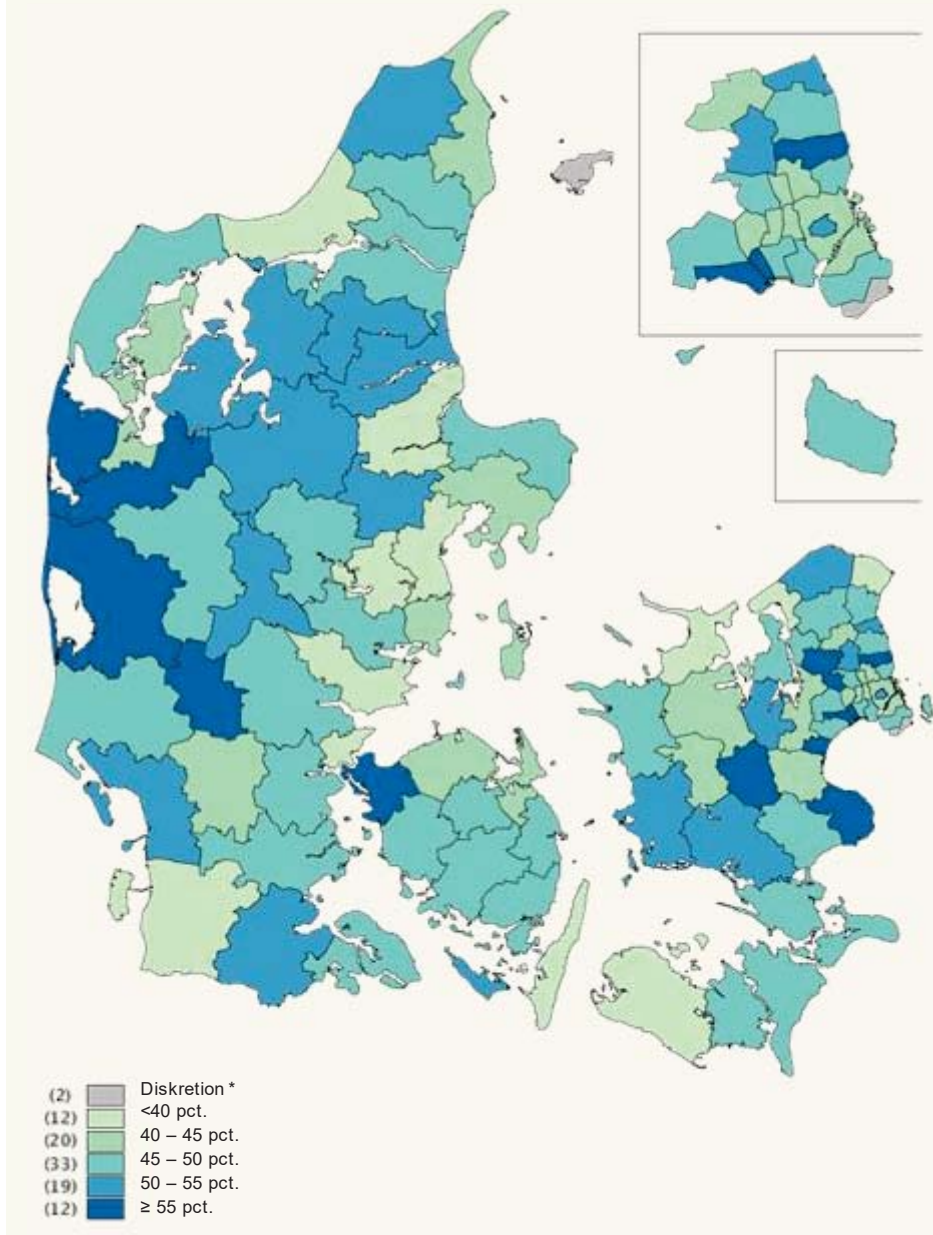 (2) Diskretion *
(12) <40 pct.
(20) 40 – 45 pct.
(33) 45 – 50 pct.
(19) 50 – 55 pct.
(12) ≥ 55 pct.